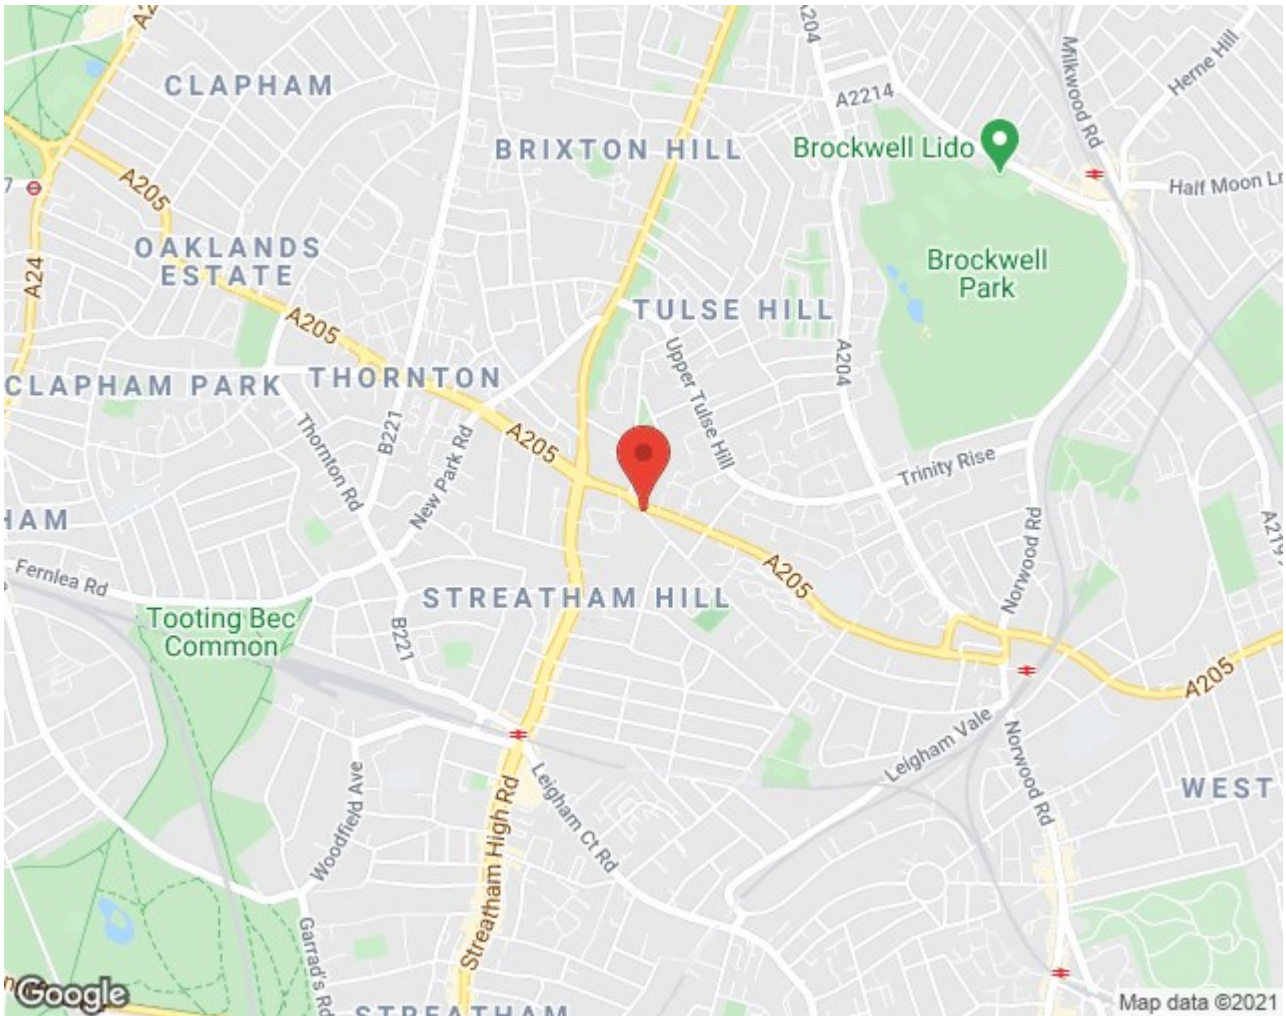 A204
A2
CLAPHAM
A2214
Milkwood Rd
Herne Hill
BRIXTON HILL
Brockwell Lido
7
A205
Half Moon Ln
OAKLANDS
ESTATE
A221
A24
Brockwell
Park
A205
TULSE HILL
A204
CLAPHAM PARK
THORNTON
Upper Tulse Hill
B221
Thornton Rd
New Park Rd
A205
Trinity Rise
HAM
Norwood Rd
A2199
Fernlea Rd
STREATHAM HILL
A205
Tooting Bec
Common
B221
A205
Leigham Vale
Norwood Rd
Woodfield Ave
Streatham High Rd
Leigham Ct Rd
WEST
Garrad's Rd
STREATHAM
Google
Map data ©2021